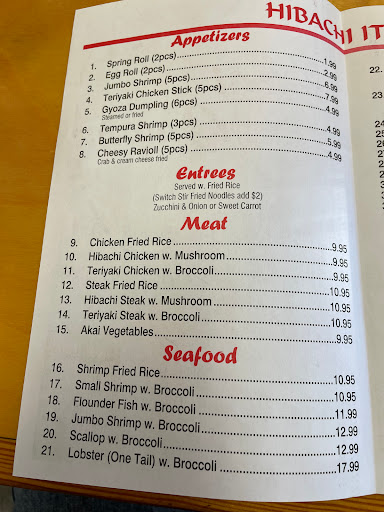 HIBACHI IT
Appetizers
1. Spring Roll (2pcs) 1.99
2. Egg Roll (2pcs) 2.99
3. Jumbo Shrimp (5pcs) 6.99
4. Teriyaki Chicken Stick (5pcs) 7.99
5. Gyoza Dumpling (6pcs) 4.99
Steamed or fried
6. Tempura Shrimp (3pcs) 4.99
7. Butterfly Shrimp (5pcs) 5.99
8. Cheesy Ravioli (5pcs) 4.99
Crab & cream cheese fried
Entrees
Served w. Fried Rice
(Switch Stir Fried Noodles add $2)
Zucchini & Onion or Sweet Carrot
Meat
9. Chicken Fried Rice 9.95
10. Hibachi Chicken w. Mushroom 9.95
11. Teriyaki Chicken w. Broccoli 9.95
12. Steak Fried Rice 10.95
13. Hibachi Steak w. Mushroom 10.95
14. Teriyaki Steak w. Broccoli 10.95
15. Akai Vegetables 9.95
Seafood
16. Shrimp Fried Rice 10.95
17. Small Shrimp w. Broccoli 10.95
18. Flounder Fish w. Broccoli 11.99
19. Jumbo Shrimp w. Broccoli 12.99
20. Scallop w. Broccoli 12.99
21. Lobster (One Tail) w. Broccoli 17.99
22.
23.
24.